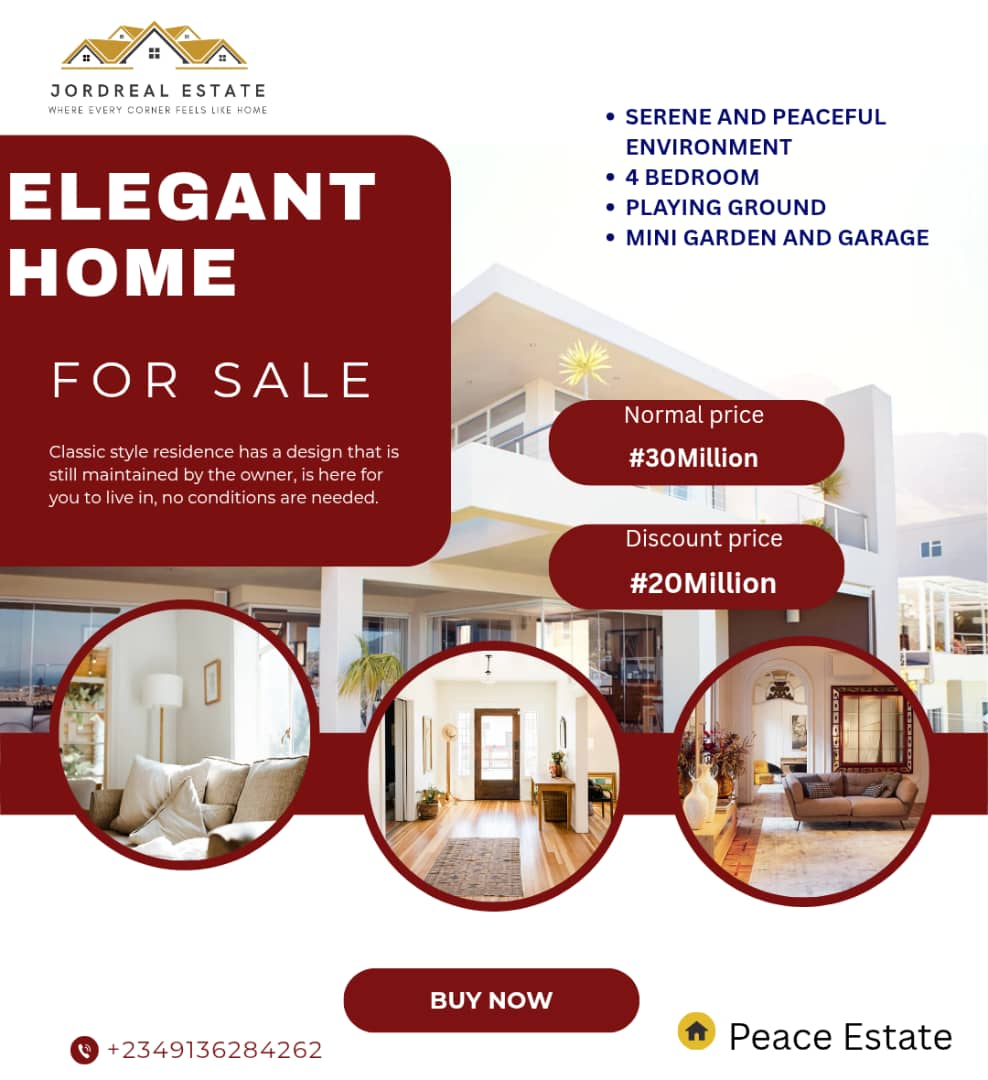 JORDREAL ESTATE
WHERE EVERY CORNER FEELS LIKE HOME
• SERENE AND PEACEFUL
ENVIRONMENT
• 4 BEDROOM
• PLAYING GROUND
• MINI GARDEN AND GARAGE
ELEGANT
HOME
FOR SALE
Classic style residence has a design that is
still maintained by the owner, is here for
you to live in, no conditions are needed.
Normal price
#30Million
Discount price
#20Million
BUY NOW
+2349136284262
Peace Estate